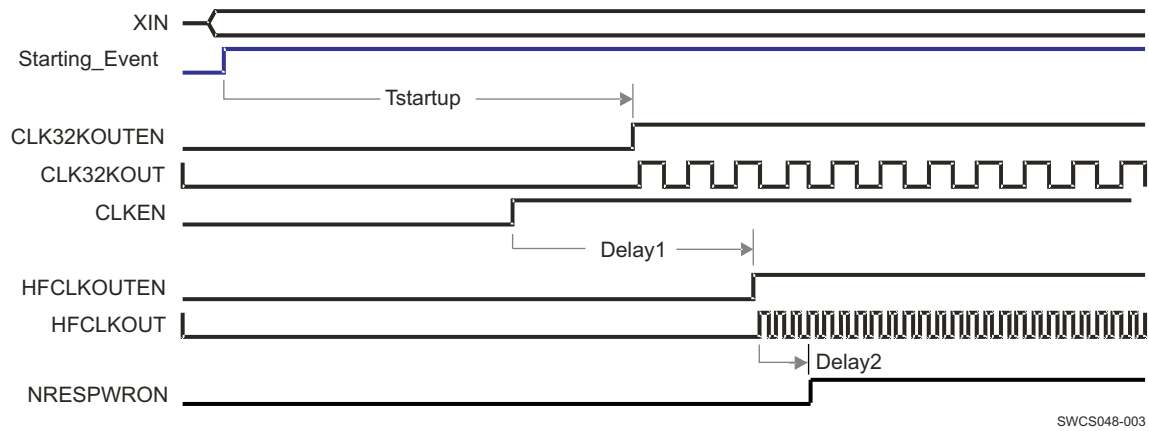 XIN
Starting_Event
Tstartup
CLK32KOUTEN
CLK32KOUT
CLKEN
Delay1
HFCLKOUTEN
HFCLKOUT
Delay2
NRESPWRON
SWCS048-003